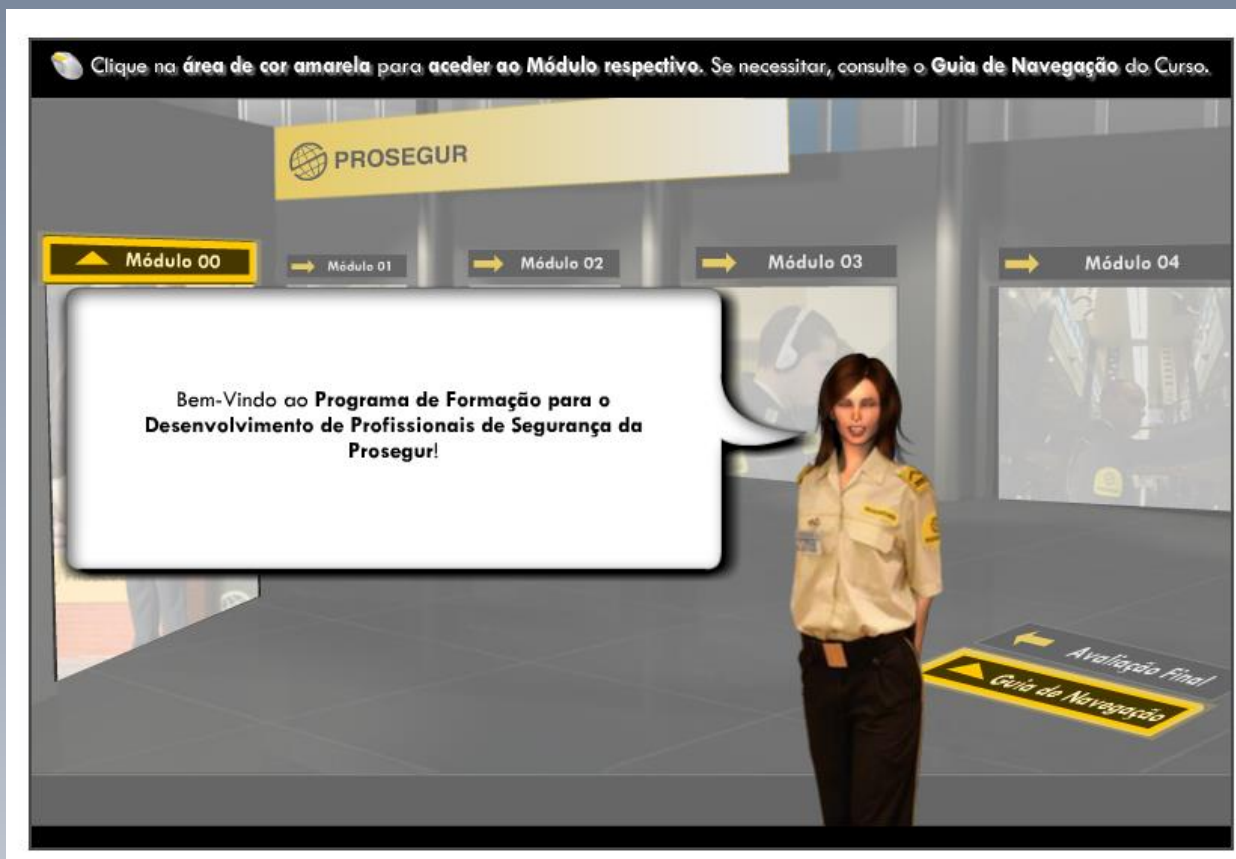 Clique na área de cor amarela para aceder ao Módulo respectivo. Se necessitar, consulte o Guia de Navegação do Curso.
PROSEGUR
Módulo 00
Módulo 01
Módulo 02
Módulo 03
Módulo 04
Bem-Vindo ao Programa de Formação para o
Desenvolvimento de Profissionais de Segurança da
Prosegur!
Avaliação Final
Guia de Navegação